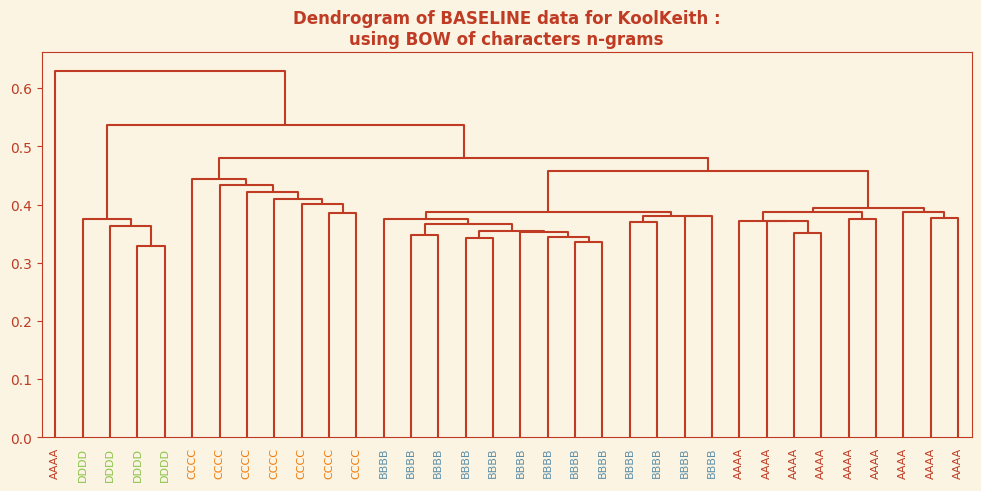 Dendrogram of BASELINE data for KoolKeith :
using BOW of characters n-grams
0.6
0.5
0.4
0.3
0.2
0.1
0.0
AAAA DDDD DDDD DDDD DDDD CCCC CCCC CCCC CCCC CCCC CCCC CCCC BBBB BBBB BBBB BBBB BBBB BBBB BBBB BBBB BBBB BBBB BBBB BBBB BBBB AAAA AAAA AAAA AAAA AAAA AAAA AAAA AAAA AAAA